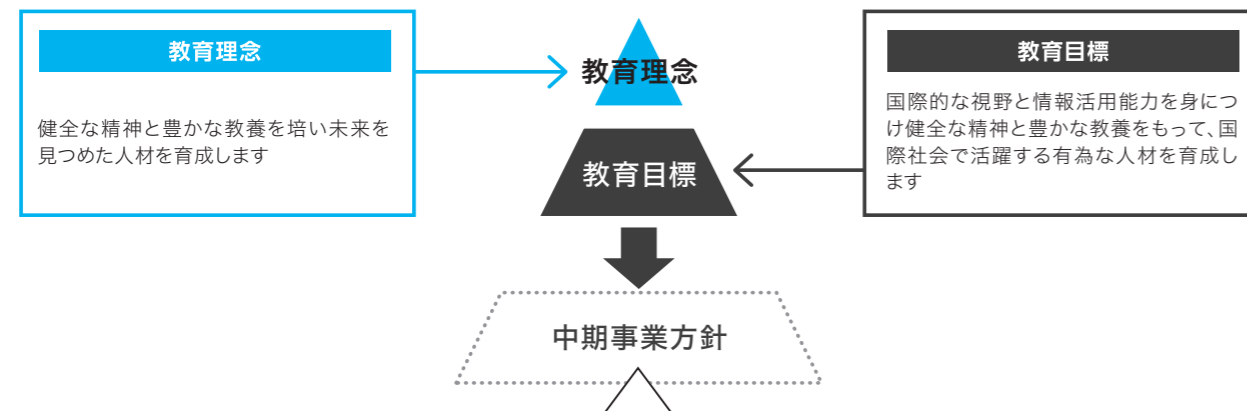 教育理念
健全な精神と豊かな教養を培い未来を
見つめた人材を育成します
教育理念
教育目標
教育目標
国際的な視野と情報活用能力を身につ
け健全な精神と豊かな教養をもって、国
際社会で活躍する有為な人材を育成し
ます
中期事業方針